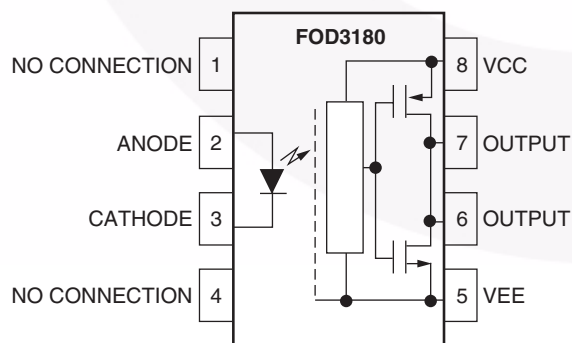 FOD3180
NO CONNECTION 1
8 VCC
ANODE 2
7 OUTPUT
CATHODE 3
6 OUTPUT
NO CONNECTION 4
5 VEE